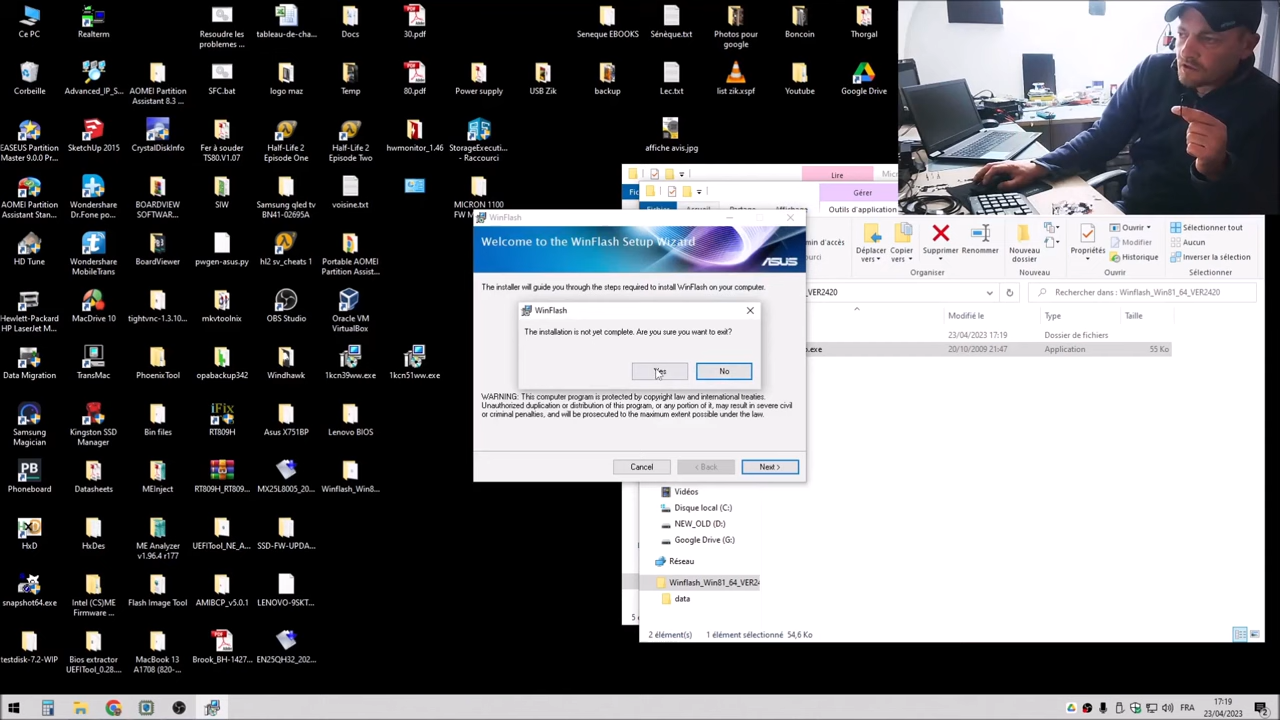 Ce PC
Realterm
Resoudre les
problemes ...
tableau-de-cha...
Docs
30.pdf
Seneque EBOOKS
Sénèque.txt
Photos pour
google
Boncoin
Thorgal
Corbeille
Advanced_IP_S...
AOMEI Partition
Assistant 8.3 ...
SFC.bat
logo maz
Temp
80.pdf
Power supply
USB Zik
backup
Lec.txt
list zik.xspf
Youtube
Google Drive
EASEUS Partition
Master 9.0.0 Pr...
SketchUp 2015
CrystalDiskInfo
Fer à souder
TS80.V1.07
Half-Life 2
Episode One
Half-Life 2
Episode Two
hwmonitor_1.46
StorageExecuti...
- Raccourci
affiche avis.jpg
AOMEI Partition
Assistant Stan...
Wondershare
Dr.Fone po...
BOARDVIEW
SOFTWAR...
SIW
Samsung qled tv
BN41-02695A
voisine.txt
MICRON 1100
FW M
HD Tune
Wondershare
MobileTrans
BoardViewer
pwgen-asus.py
hl2 sv_cheats 1
Portable AOMEI
Partition Assist...
Hewlett-Packard
HP LaserJet M...
tightvnc-1.3.10...
MacDrive 10
mkvtoolnix
OBS Studio
Oracle VM
VirtualBox
Data Migration
TransMac
PhoenixTool
opabackup342
Windhawk
1kcn39ww.exe
1kcn51ww.exe
Samsung
Magician
Kingston SSD
Manager
Bin files
iFix
RT809H
Asus X751BP
Lenovo BIOS
Phoneboard
Datasheets
MEInject
RT809H_RT809...
MX25L8005_20...
Winflash_Win8...
HxD
HxDes
ME Analyzer
v1.96.4 r177
UEFITool_NE_A...
SSD-FW-UPDA...
snapshot64.exe
Intel (CS)ME
Firmware ...
Flash Image Tool
AMIBCP_v5.0.1
LENOVO-9SKT...
testdisk-7.2-WIP
Bios extractor
UEFITool_0.28....
MacBook 13
A1708 (820-...
Brook_BH-1427...
EN25QH32_202...
Lire
Gérer
Outils d'application
Déplacer
vers
Copier
vers
Supprimer
Renommer
Organiser
Nouveau
dossier
Nouveau
Propriétés
Ouvrir
Modifier
Historique
Ouvrir
Sélectionner tout
Aucun
Inverser la sélection
Sélectionner
_VER2420
Rechercher dans : Winflash_Win81_64_VER2420
Modifié le
Type
Taille
23/04/2023 17:19
Dossier de fichiers
.exe
20/10/2009 21:47
Application
55 Ko
Vidéos
Disque local (C:)
NEW_OLD (D:)
Google Drive (G:)
Réseau
Winflash_Win81_64_VER24
data
2 élément(s)
1 élément sélectionné 54,6 Ko
WinFlash
Welcome to the WinFlash Setup Wizard
ASUS
The installer will guide you through the steps required to install WinFlash on your computer.
WinFlash
The installation is not yet complete. Are you sure you want to exit?
Yes
No
WARNING: This computer program is protected by copyright law and international treaties.
Unauthorized duplication or distribution of this program, or any portion of it, may result in severe civil
or criminal penalties, and will be prosecuted to the maximum extent possible under the law.
Cancel
< Back
Next >
FR
17:19
23/04/2023